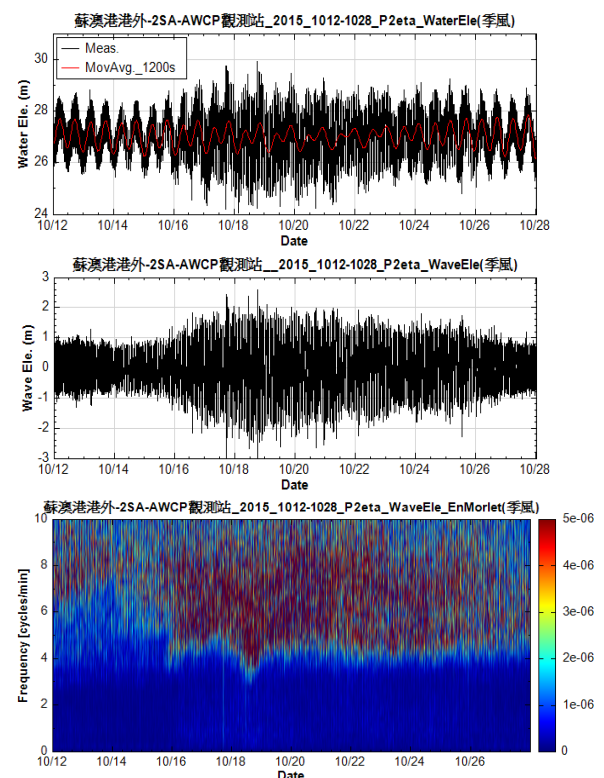 蘇澳港港外-2SA-AWCP觀測站_2015_1012-1028_P2eta_WaterEle(季風)
Meas.
MovAvg._1200s
Water Ele. (m)
30
28
26
24
10/12 10/14 10/16 10/18 10/20 10/22 10/24 10/26 10/28
Date
蘇澳港港外-2SA-AWCP觀測站__2015_1012-1028_P2eta_WaveEle(季風)
Wave Ele. (m)
3
2
1
0
-1
-2
-3
10/12 10/14 10/16 10/18 10/20 10/22 10/24 10/26 10/28
Date
蘇澳港港外-2SA-AWCP觀測站_2015_1012-1028_P2eta_WaveEle_EnMorlet(季風)
Frequency [cycles/min]
10
8
6
4
2
0
10/12 10/14 10/16 10/18 10/20 10/22 10/24 10/26
Date
5e-06
4e-06
3e-06
2e-06
1e-06
0